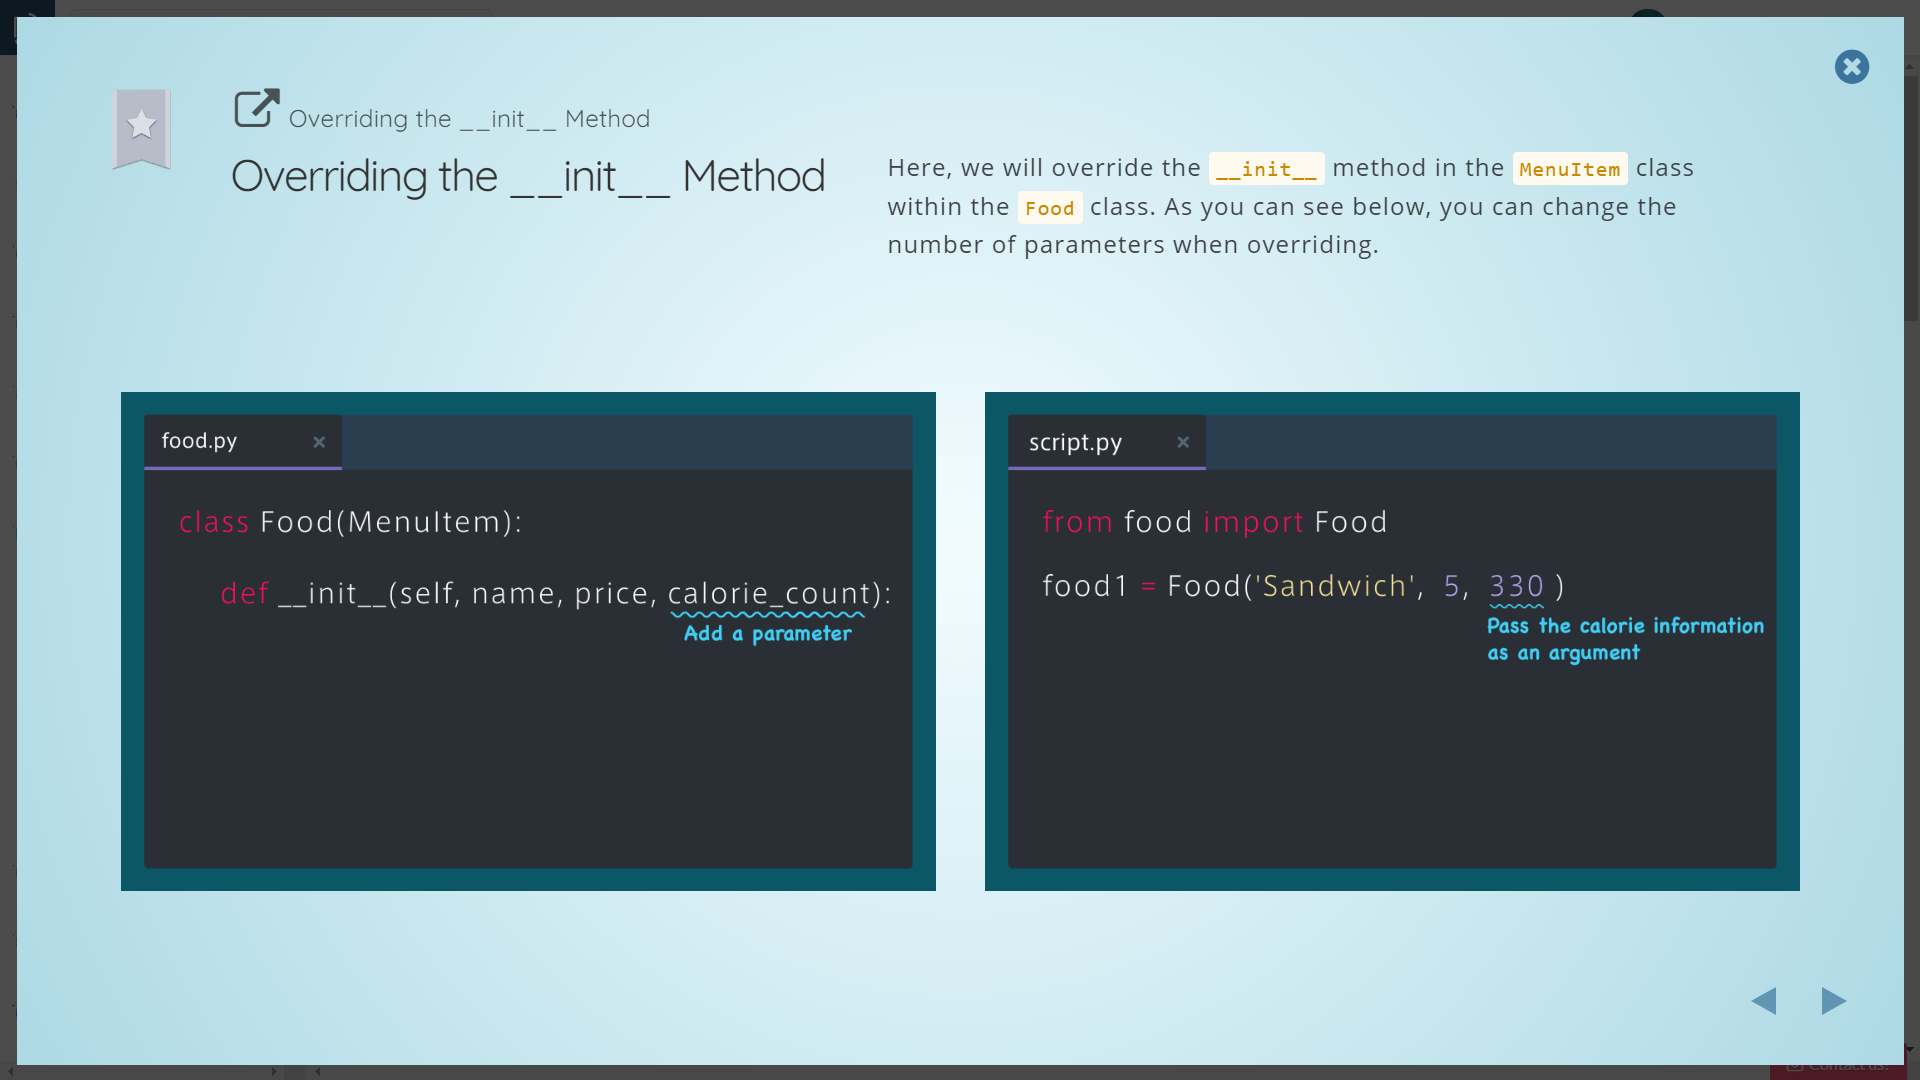 Overriding the __init__ Method
Overriding the __init__ Method
Here, we will override the __init__ method in the MenuItem class
within the Food class. As you can see below, you can change the
number of parameters when overriding.
food.py
class Food(MenuItem):
def __init__(self, name, price, calorie_count):
Add a parameter
script.py
from food import Food
food1 = Food('Sandwich', 5, 330 )
Pass the calorie information
as an argument
Contact us!